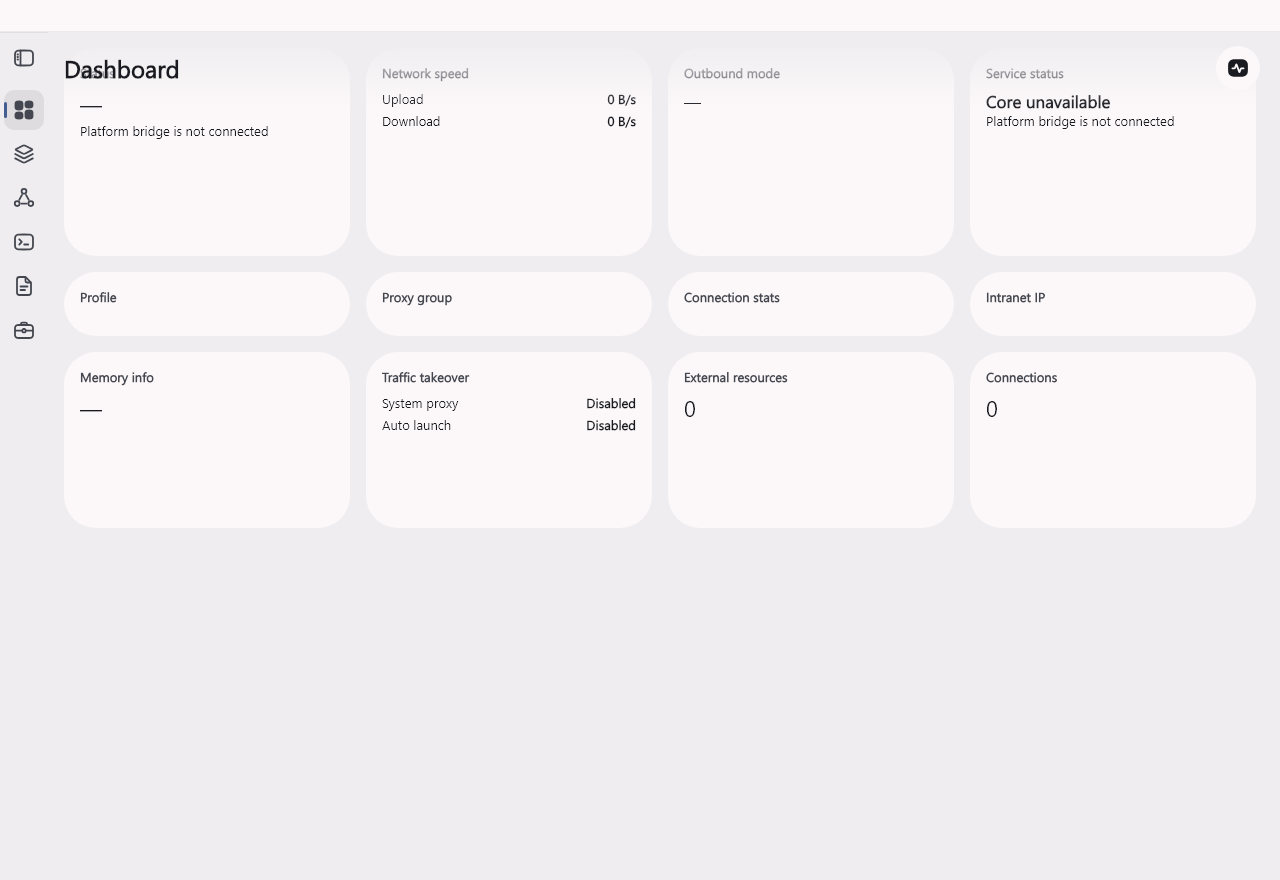 Dashboard
—
Platform bridge is not connected
Network speed
Upload 0 B/s
Download 0 B/s
Outbound mode
—
Service status
Core unavailable
Platform bridge is not connected
Profile
Proxy group
Connection stats
Intranet IP
Memory info
—
Traffic takeover
System proxy Disabled
Auto launch Disabled
External resources
0
Connections
0